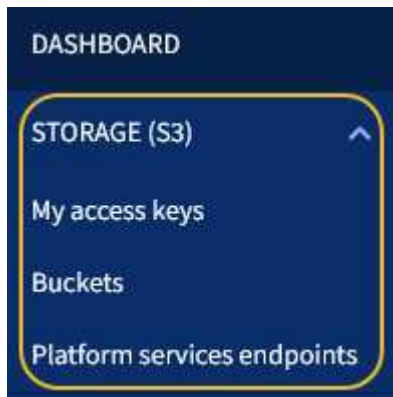 DASHBOARD
STORAGE (S3)
My access keys
Buckets
Platform services endpoints